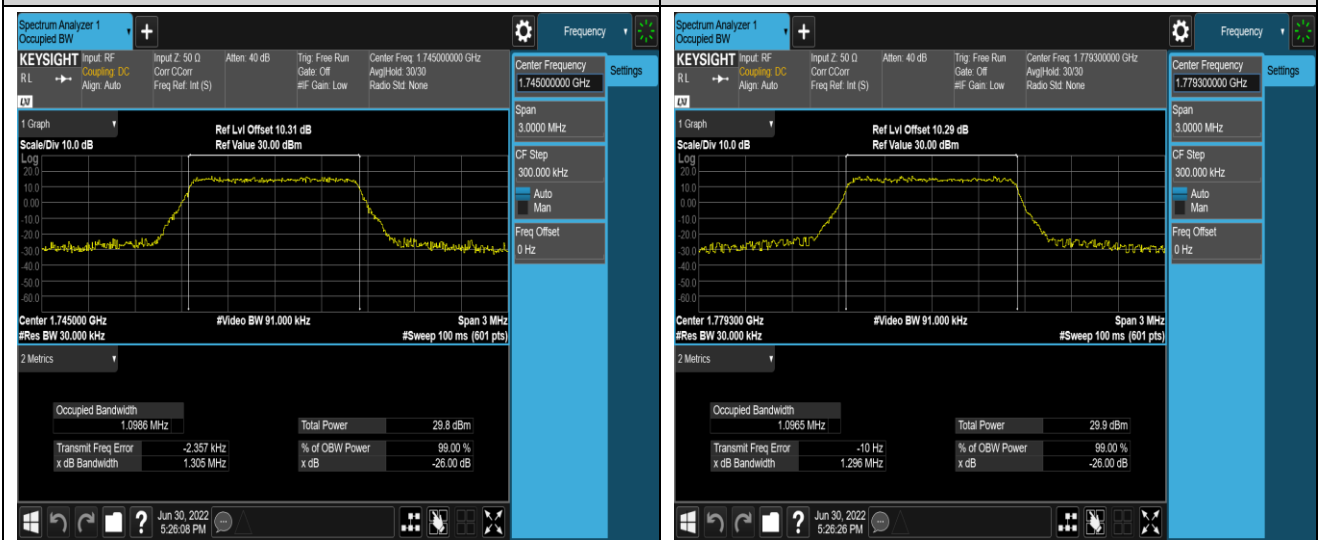 Spectrum Analyzer 1
Occupied BW
Frequency
KEYSIGHT
Input: RF
Input Z: 50 Ω
Atten: 40 dB
Trig: Free Run
Center Freq: 1.745000000 GHz
RL
Coupling: DC
Corr CCorr
Gate: Off
Avg|Hold: 30/30
Align: Auto
Freq Ref: Int (S)
#IF Gain: Low
Radio Std: None
LXI
Center Frequency
1.745000000 GHz
Settings
Span
3.0000 MHz
CF Step
300.000 kHz
Auto
Man
Freq Offset
0 Hz
1 Graph
Ref Lvl Offset 10.31 dB
Scale/Div 10.0 dB
Ref Value 30.00 dBm
Log
20.0
10.0
0.00
-10.0
-20.0
-30.0
-40.0
-50.0
-60.0
Center 1.745000 GHz
#Video BW 91.000 kHz
Span 3 MHz
#Res BW 30.000 kHz
#Sweep 100 ms (601 pts)
2 Metrics
Occupied Bandwidth
1.0986 MHz
Total Power
29.8 dBm
Transmit Freq Error
-2.357 kHz
% of OBW Power
99.00 %
x dB Bandwidth
1.305 MHz
x dB
-26.00 dB
?
Jun 30, 2022
5:26:08 PM
Spectrum Analyzer 1
Occupied BW
Frequency
KEYSIGHT
Input: RF
Input Z: 50 Ω
Atten: 40 dB
Trig: Free Run
Center Freq: 1.779300000 GHz
RL
Coupling: DC
Corr CCorr
Gate: Off
Avg|Hold: 30/30
Align: Auto
Freq Ref: Int (S)
#IF Gain: Low
Radio Std: None
LXI
Center Frequency
1.779300000 GHz
Settings
Span
3.0000 MHz
CF Step
300.000 kHz
Auto
Man
Freq Offset
0 Hz
1 Graph
Ref Lvl Offset 10.29 dB
Scale/Div 10.0 dB
Ref Value 30.00 dBm
Log
20.0
10.0
0.00
-10.0
-20.0
-30.0
-40.0
-50.0
-60.0
Center 1.779300 GHz
#Video BW 91.000 kHz
Span 3 MHz
#Res BW 30.000 kHz
#Sweep 100 ms (601 pts)
2 Metrics
Occupied Bandwidth
1.0965 MHz
Total Power
29.9 dBm
Transmit Freq Error
-10 Hz
% of OBW Power
99.00 %
x dB Bandwidth
1.296 MHz
x dB
-26.00 dB
?
Jun 30, 2022
5:26:26 PM